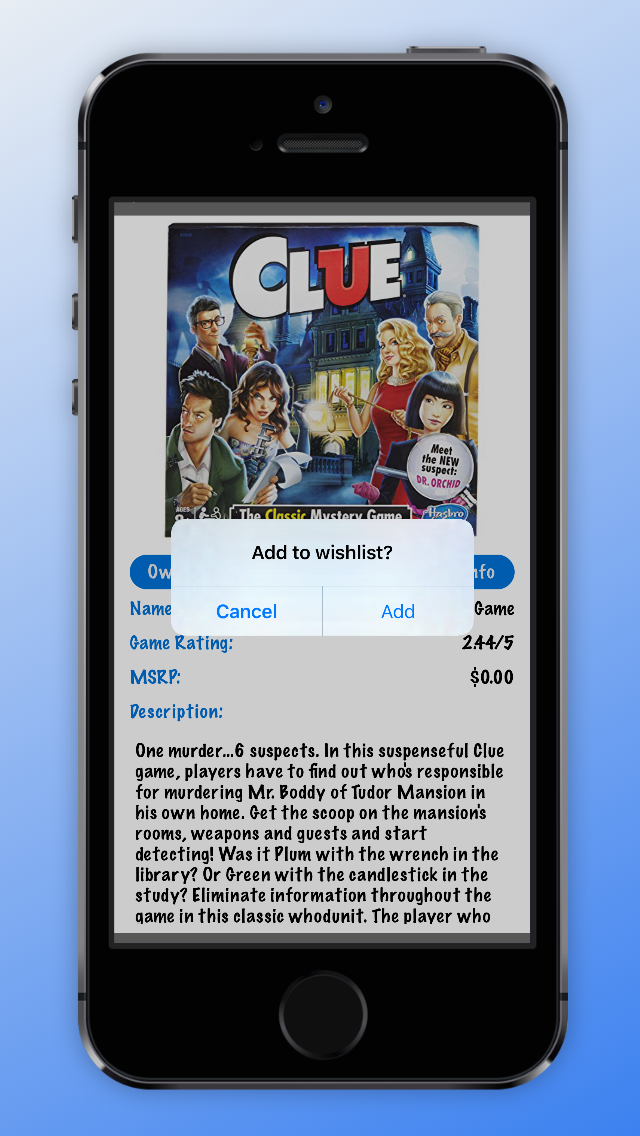 CLUE
Meet
the NEW
suspect:
DR. ORCHID
AGES
The Classic Mystery Game
Hasbro
Add to wishlist?
Cancel
Add
Name
Game
Game Rating:
2.44/5
MSRP:
$0.00
Description:
One murder...6 suspects. In this suspenseful Clue
game, players have to find out who's responsible
for murdering Mr. Boddy of Tudor Mansion in
his own home. Get the scoop on the mansion's
rooms, weapons and guests and start
detecting! Was it Plum with the wrench in the
library? Or Green with the candlestick in the
study? Eliminate information throughout the
game in this classic whodunit. The player who